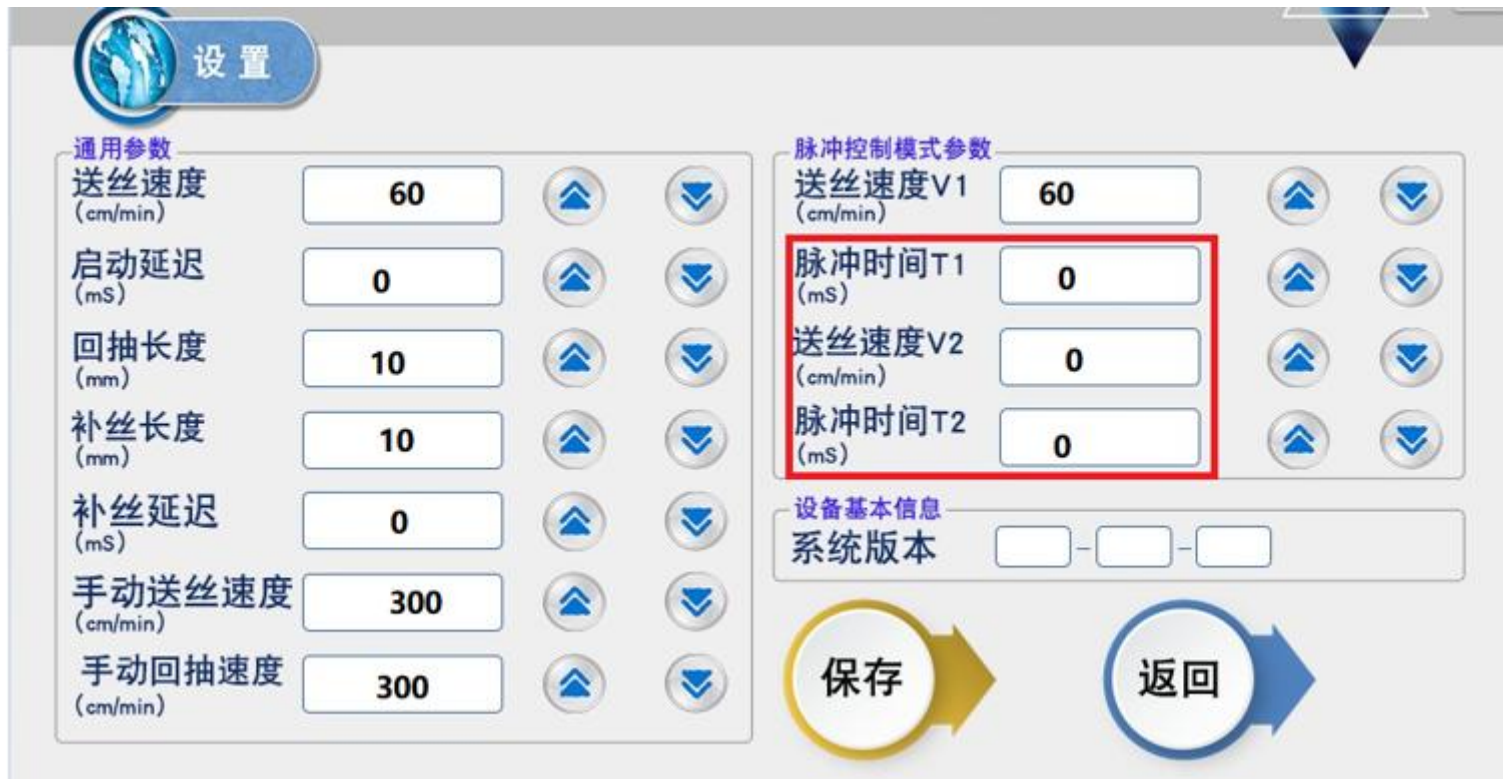 设置
通用参数
送丝速度 60
(cm/min)
启动延迟 0
(mS)
回抽长度 10
(mm)
补丝长度 10
(mm)
补丝延迟 0
(mS)
手动送丝速度 300
(cm/min)
手动回抽速度 300
(cm/min)
脉冲控制模式参数
送丝速度V1 60
(cm/min)
脉冲时间T1 0
(mS)
送丝速度V2 0
(cm/min)
脉冲时间T2 0
(mS)
设备基本信息
系统版本 - -
保存 返回